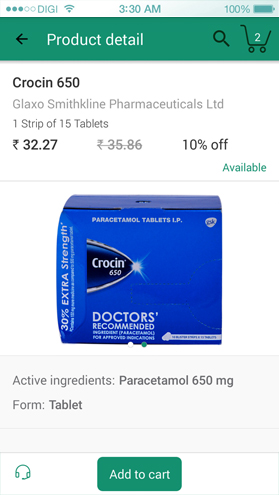 DIGI 3:30 AM 100%
Product detail 2
Crocin 650
Glaxo Smithkline Pharmaceuticals Ltd
1 Strip of 15 Tablets
₹ 32.27 ₹ 35.86 10% off
Available
PARACETAMOL TABLETS I.P.
gsk
30% EXTRA Strength*
Crocin
650
DOCTORS'
RECOMMENDED
INGREDIENT (PARACETAMOL)
FOR APPROVED INDICATIONS
Active ingredients: Paracetamol 650 mg
Form: Tablet
Add to cart